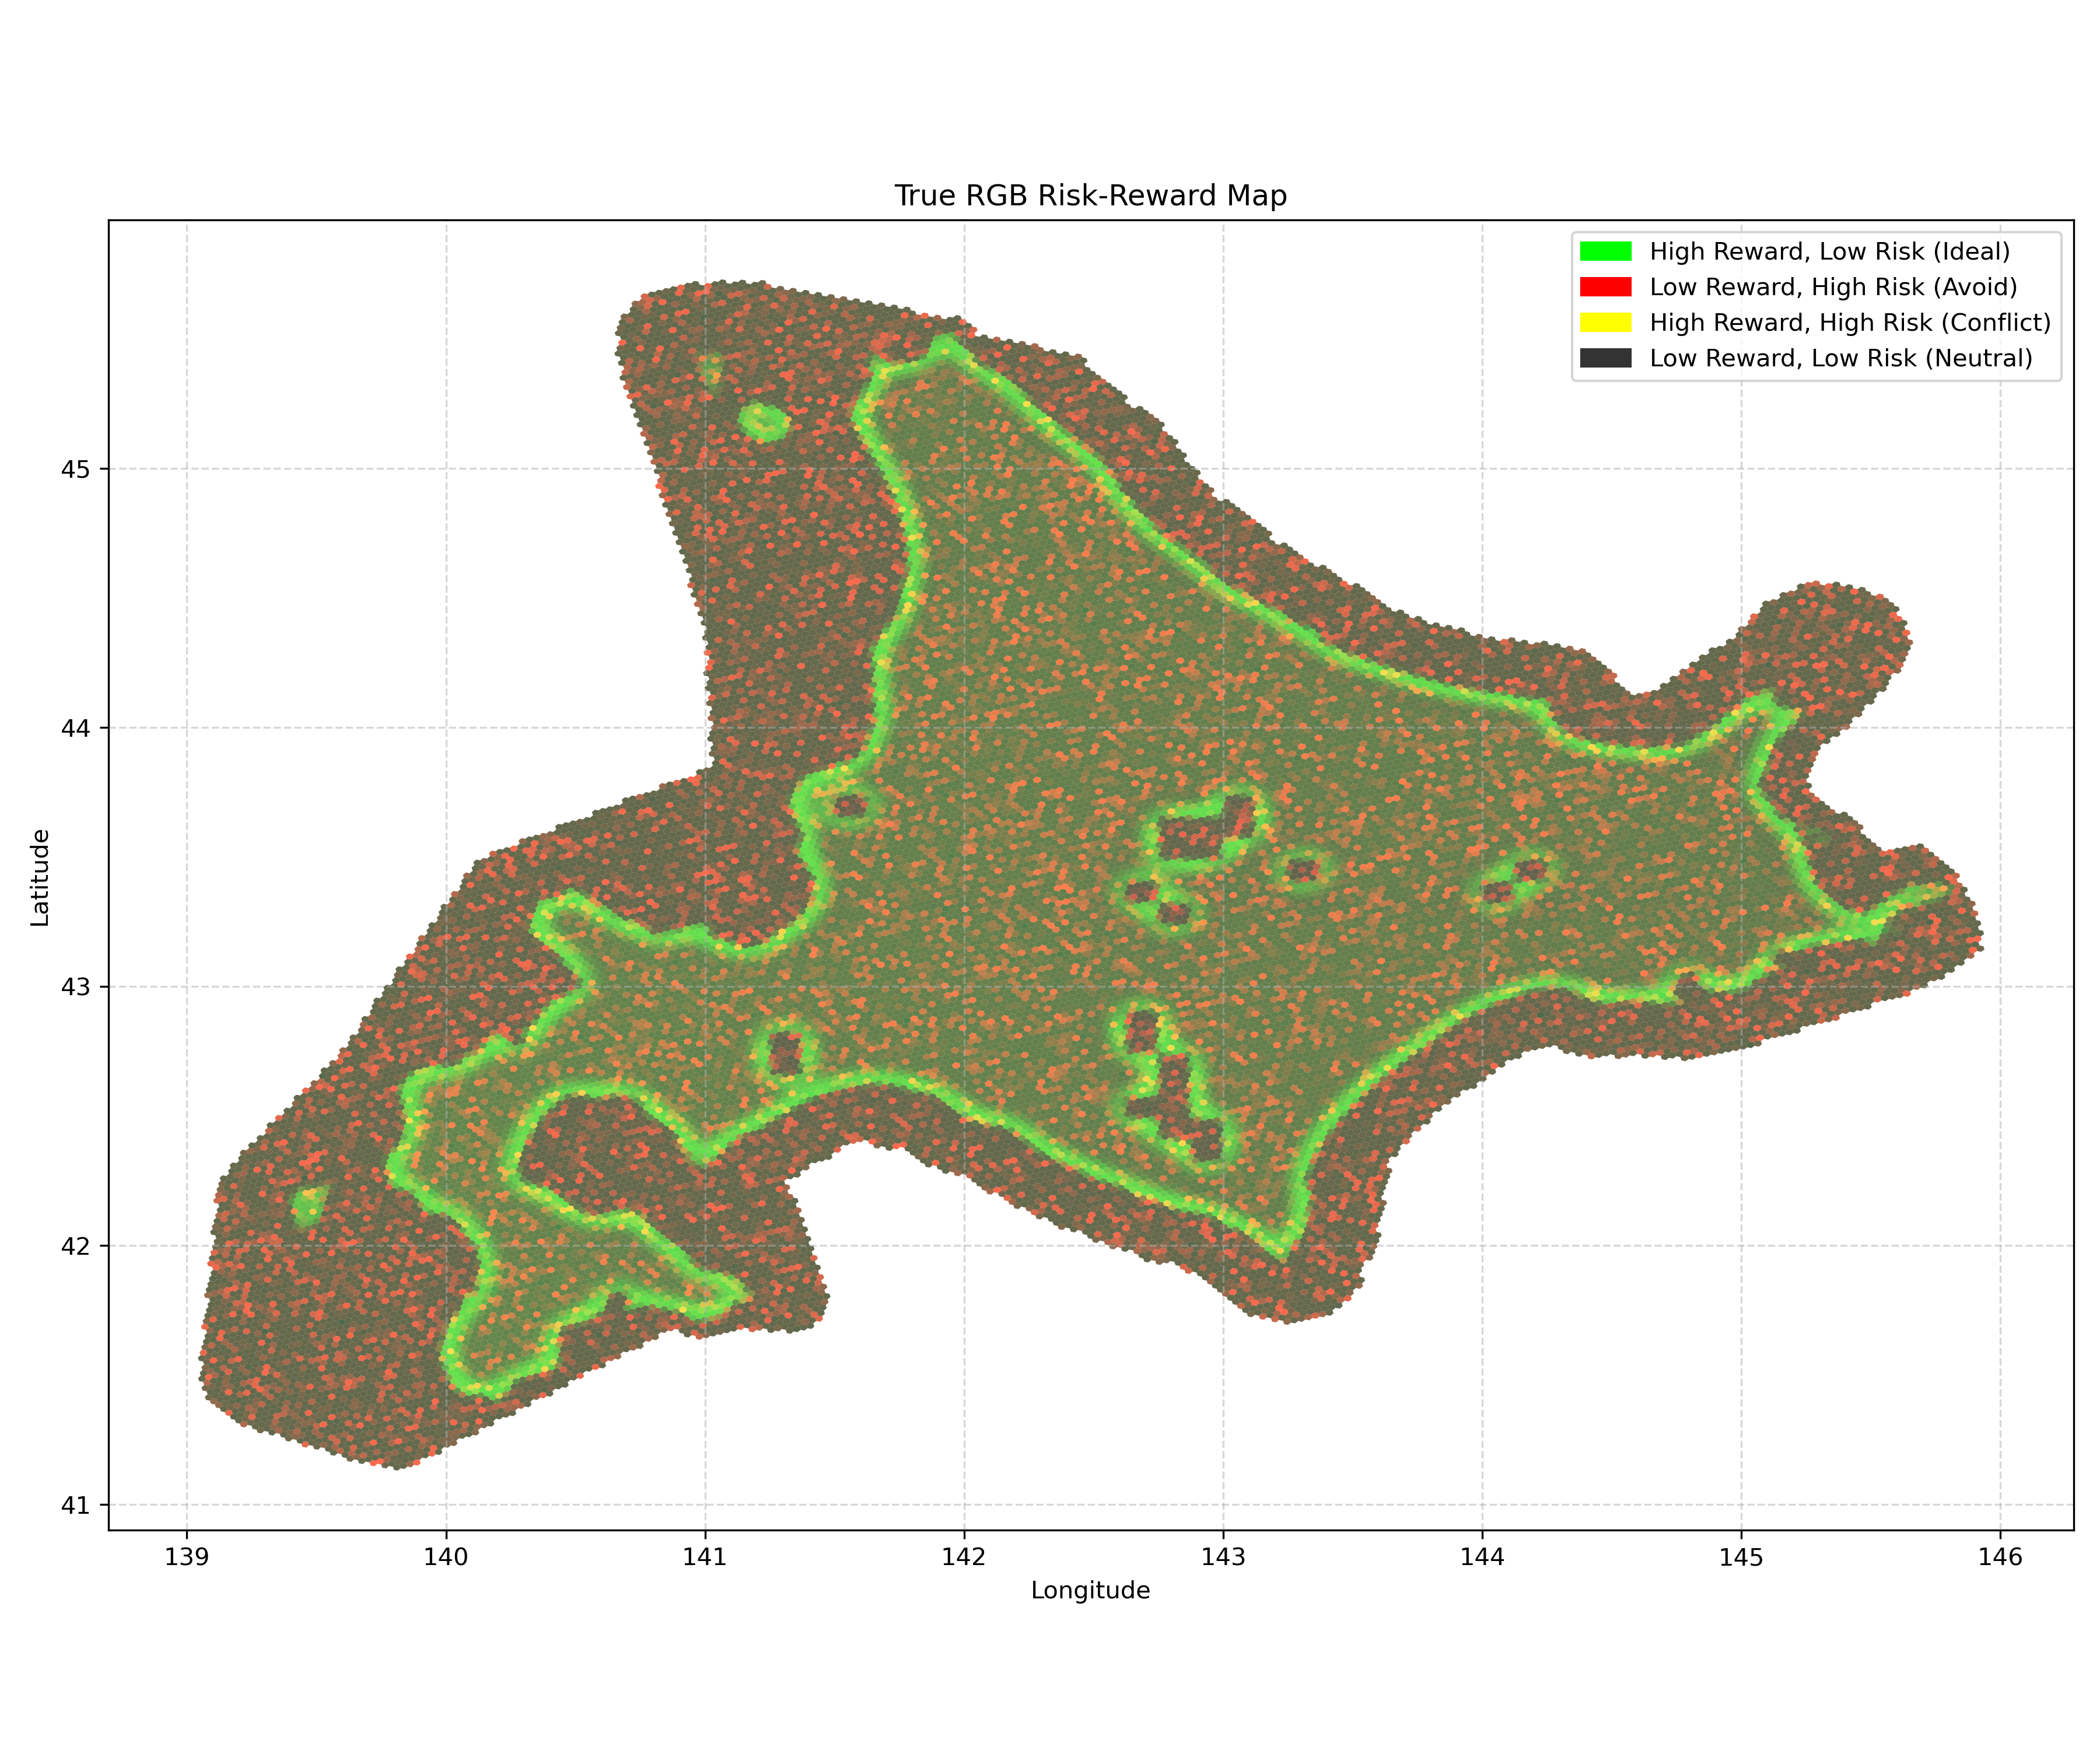 True RGB Risk-Reward Map
High Reward, Low Risk (Ideal)
Low Reward, High Risk (Avoid)
High Reward, High Risk (Conflict)
Low Reward, Low Risk (Neutral)
45
44
43
42
41
Latitude
139 140 141 142 143 144 145 146
Longitude